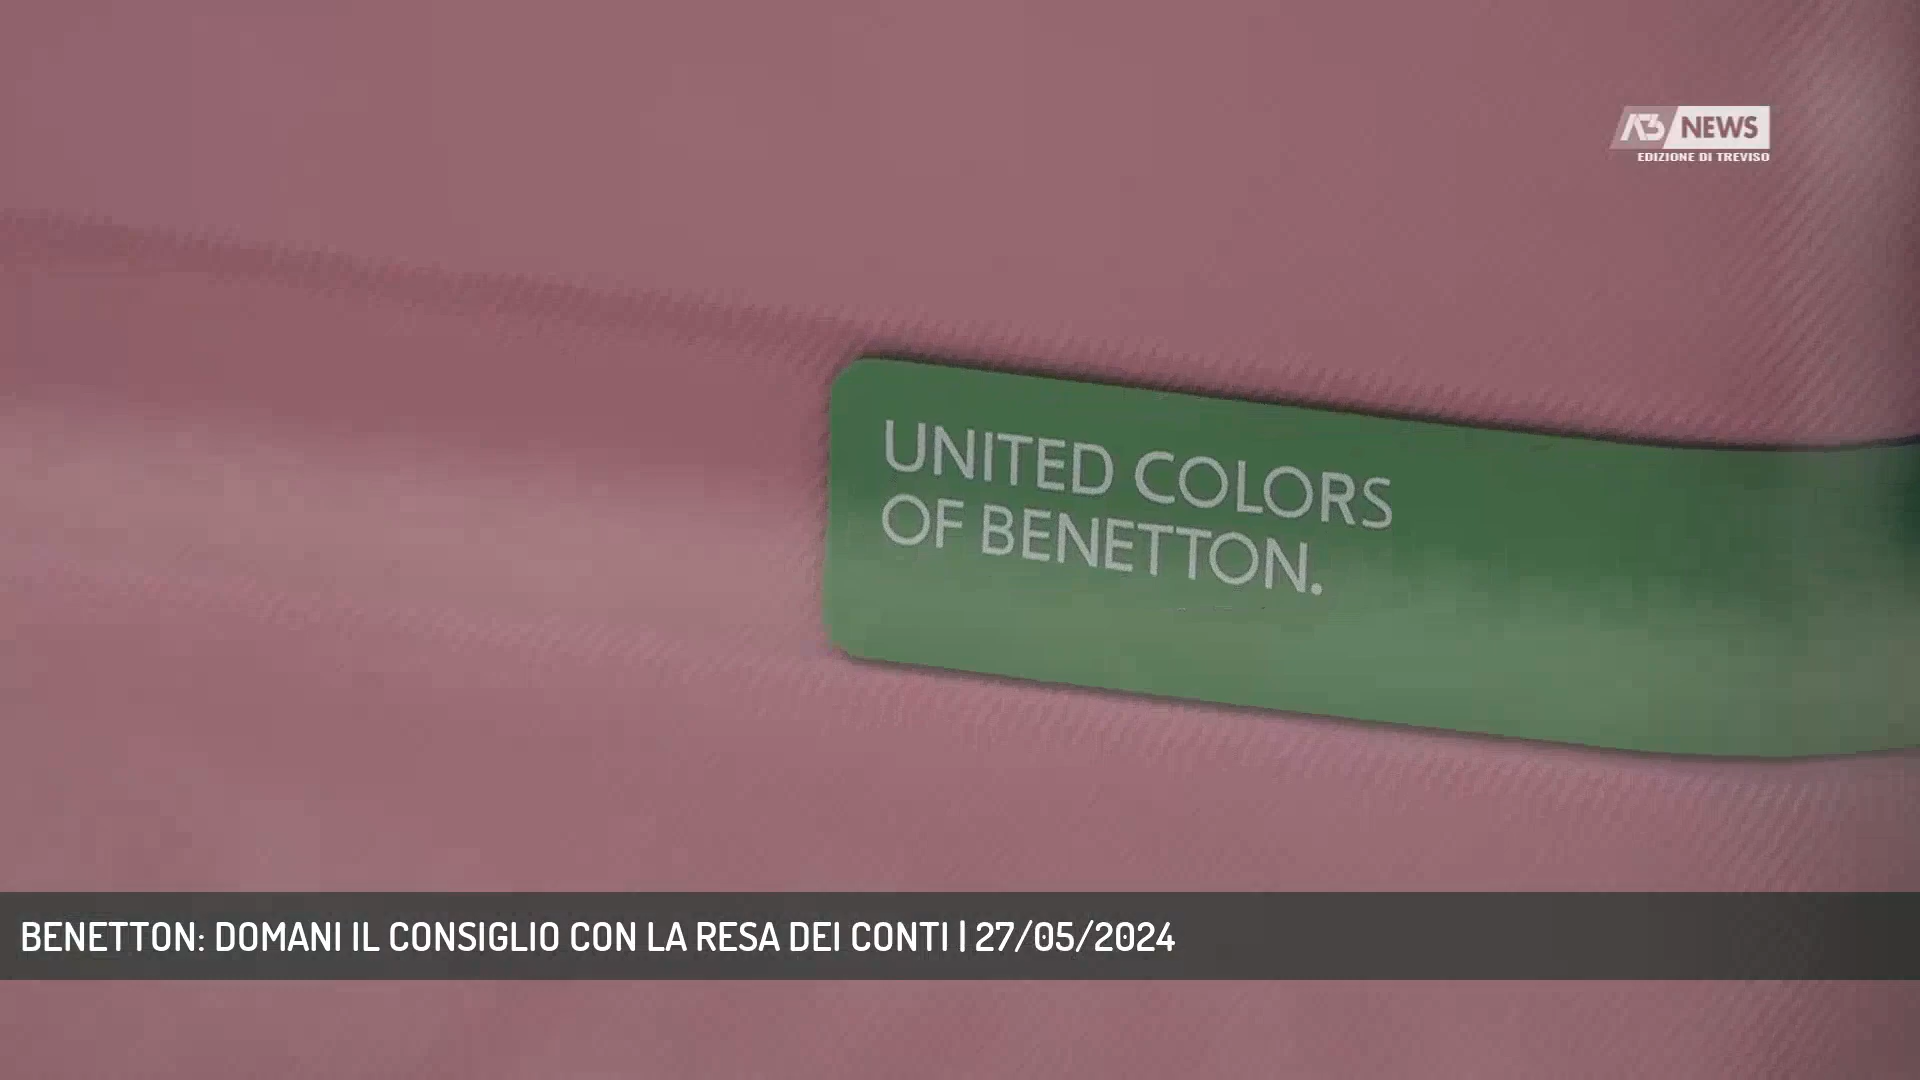 A3 NEWS
EDIZIONE DI TREVISO
UNITED COLORS
OF BENETTON.
BENETTON: DOMANI IL CONSIGLIO CON LA RESA DEI CONTI | 27/05/2024